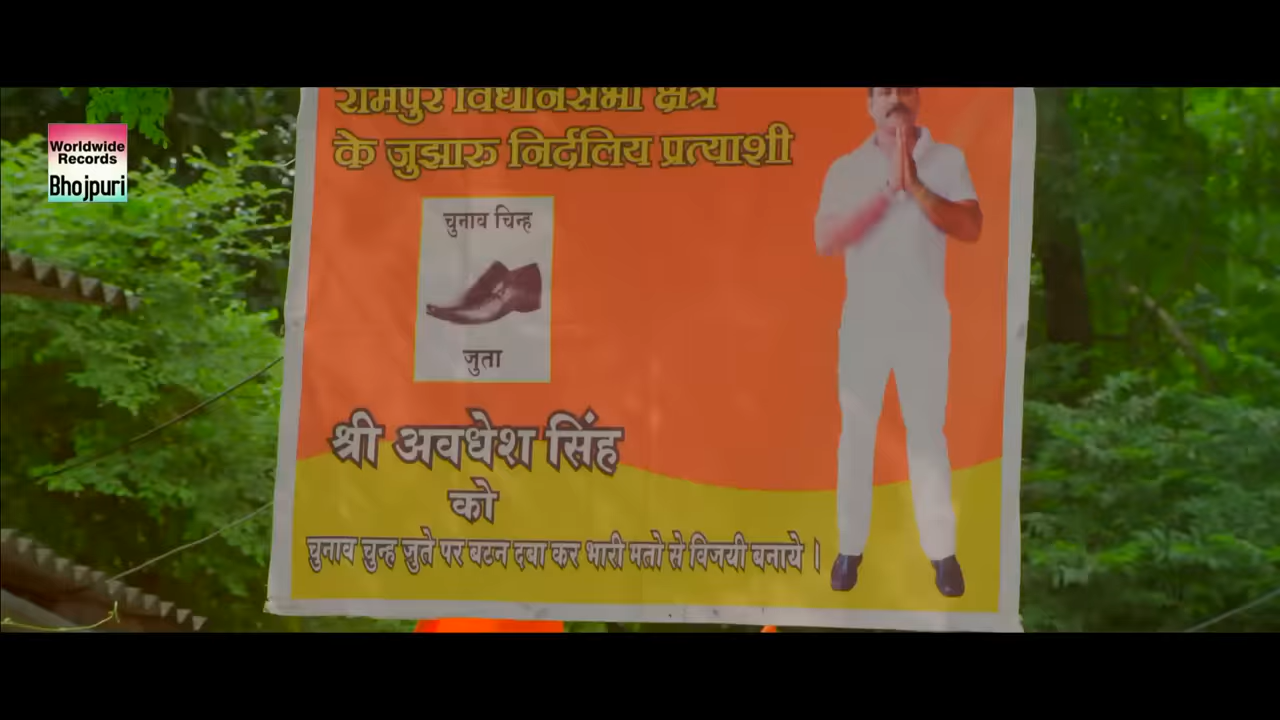 Worldwide
Records
Bhojpuri
रामपुर विधानसभा क्षेत्र
के जुझारु निर्दलिय प्रत्याशी
चुनाव चिन्ह
जुता
श्री अवधेश सिंह
को
चुनाव चुन्ह जुते पर बटन दबा कर भारी मतो से विजयी बनाये ।